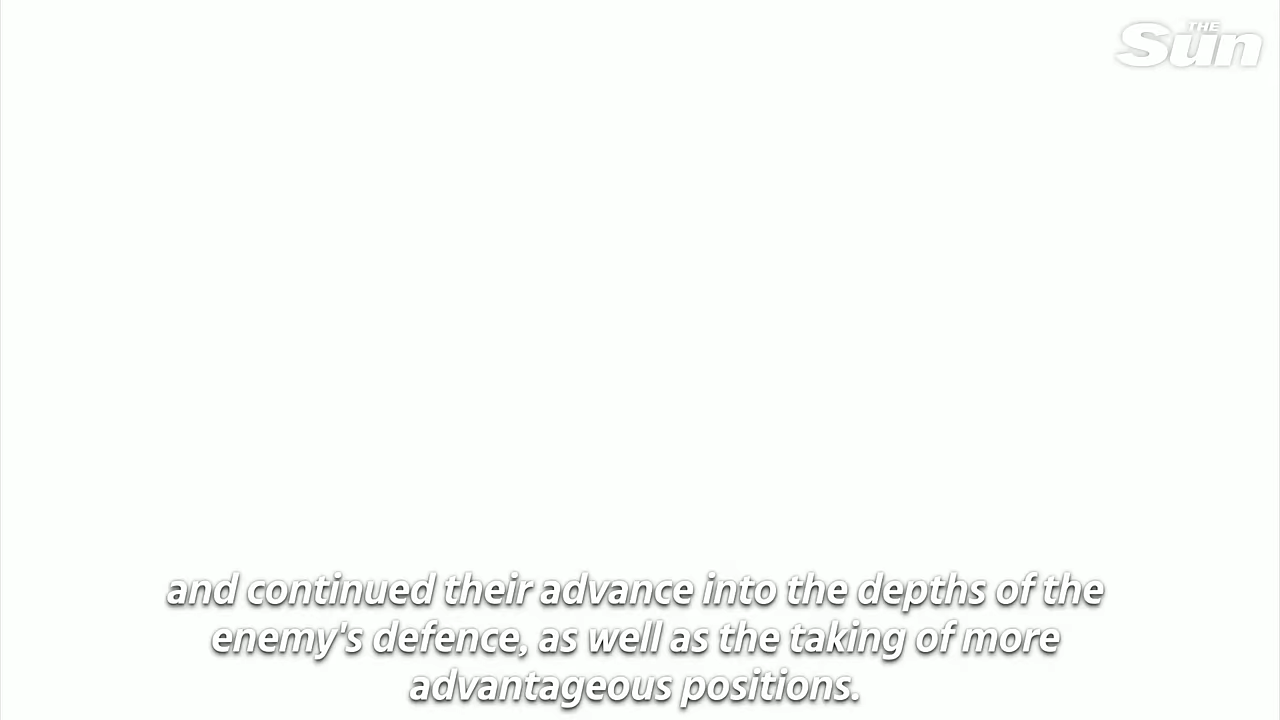 THE
Sun
and continued their advance into the depths of the
enemy's defence, as well as the taking of more
advantageous positions.